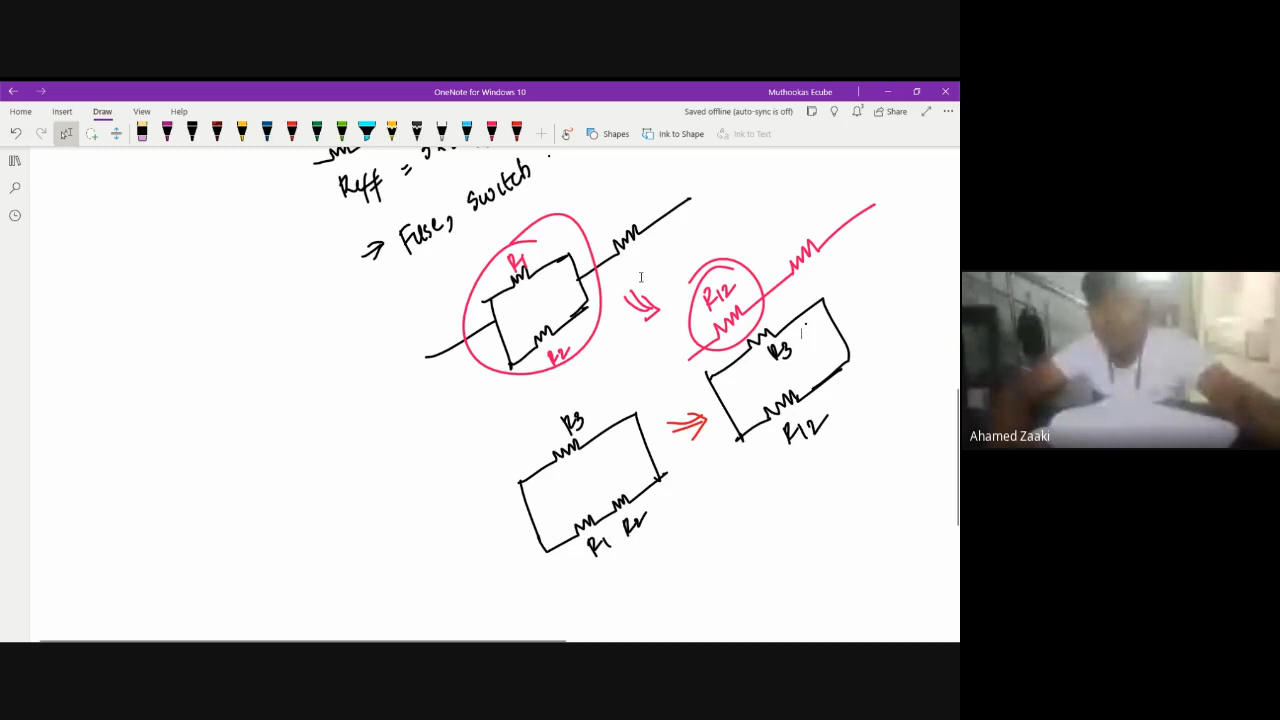 OneNote for Windows 10
Muthookas Ecube
Home
Insert
Draw
View
Help
Saved offline (auto-sync is off)
Share
Shapes
Ink to Shape
Ink to Text
Reff =
⇒ Fuse, Switch.
R1
R2
R12
R3
R12
R3
R1 R2
Ahamed Zaaki